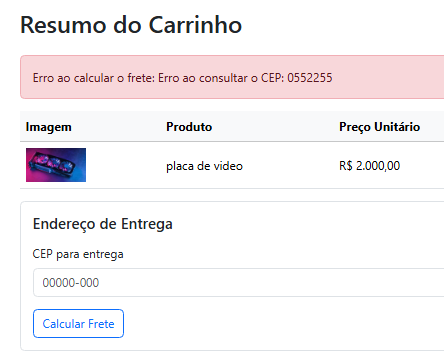 Resumo do Carrinho
Erro ao calcular o frete: Erro ao consultar o CEP: 0552255
Imagem Produto Preço Unitário
placa de video R$ 2.000,00
Endereço de Entrega
CEP para entrega
00000-000
Calcular Frete